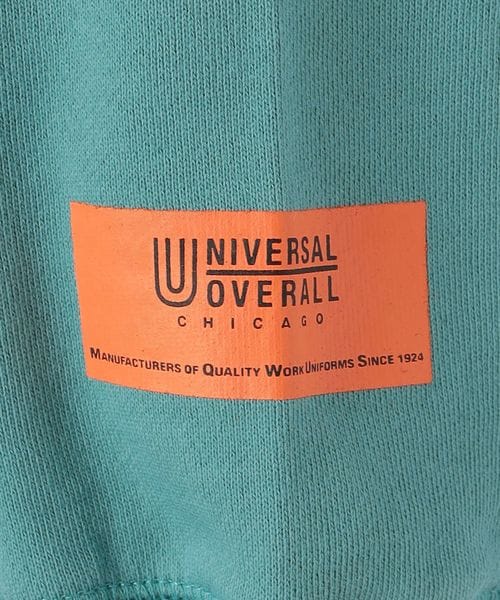 UNIVERSAL
OVERALL
CHICAGO
MANUFACTURERS OF QUALITY WORK UNIFORMS SINCE 1924